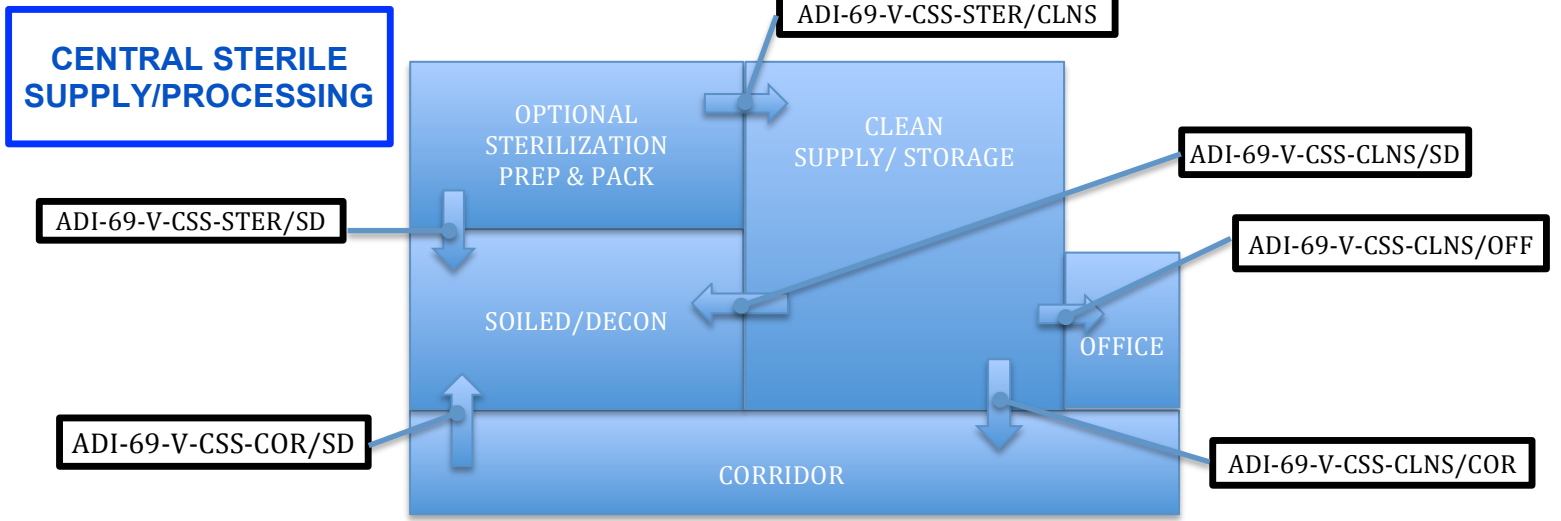 ADI-69-V-CSS-STER/CLNS
CENTRAL STERILE
SUPPLY/PROCESSING
OPTIONAL
STERILIZATION
PREP & PACK
CLEAN
SUPPLY/ STORAGE
ADI-69-V-CSS-CLNS/SD
ADI-69-V-CSS-STER/SD
ADI-69-V-CSS-CLNS/OFF
SOILED/DECON
OFFICE
ADI-69-V-CSS-COR/SD
ADI-69-V-CSS-CLNS/COR
CORRIDOR